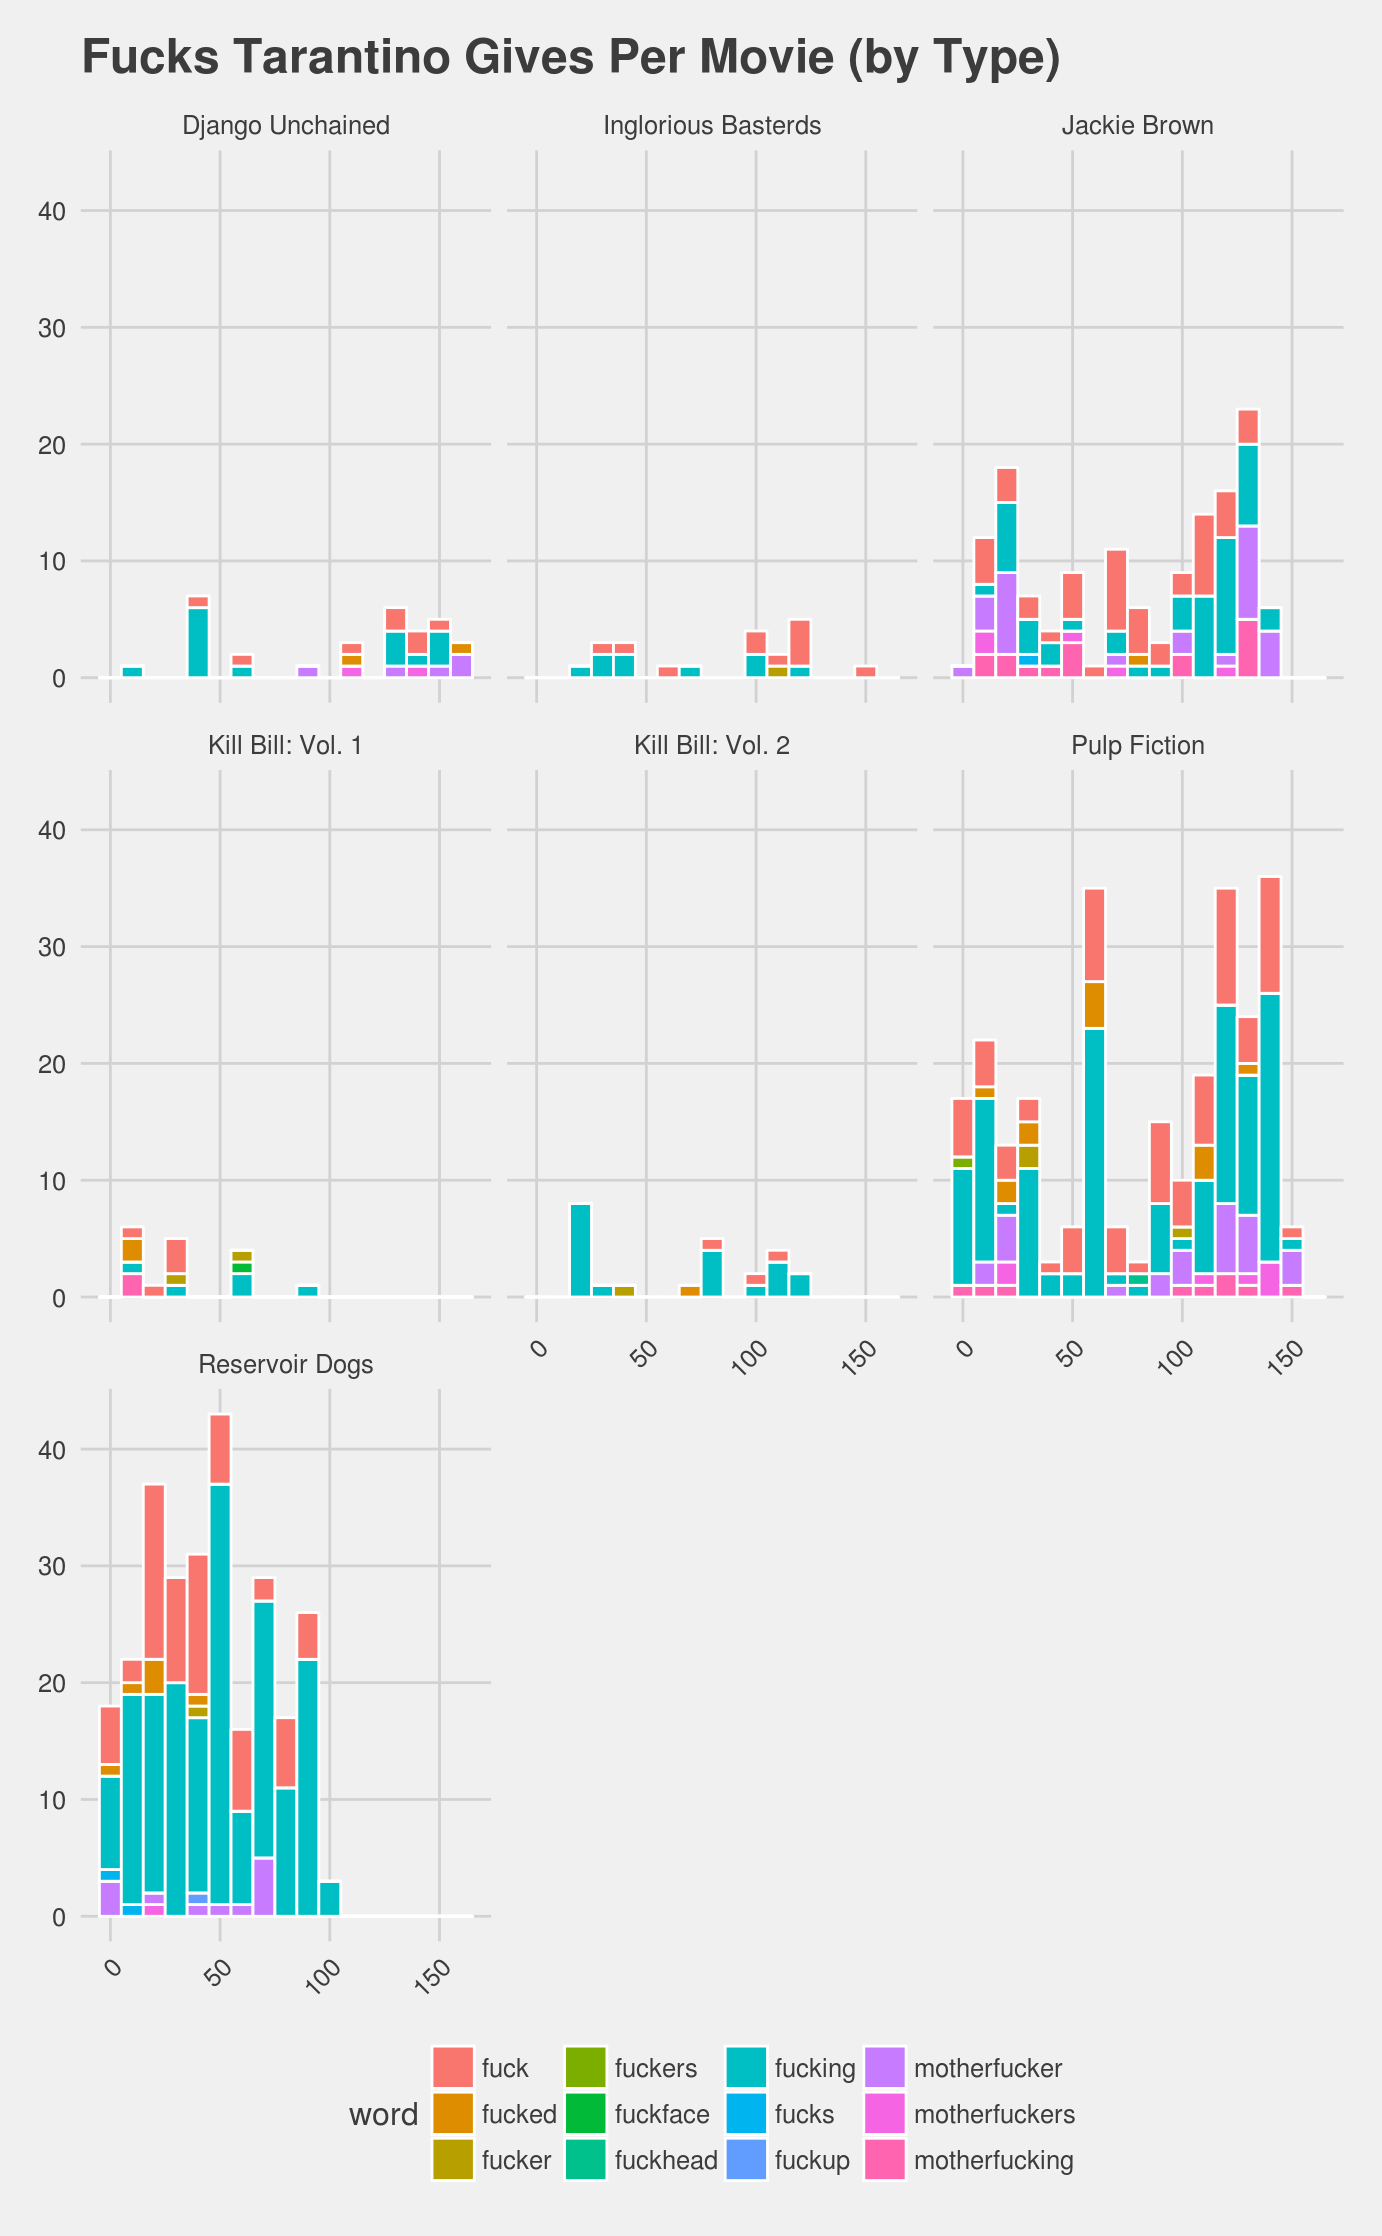 Fucks Tarantino Gives Per Movie (by Type)
Django Unchained
Inglorious Basterds
Jackie Brown
40
30
20
10
0
Kill Bill: Vol. 1
Kill Bill: Vol. 2
Pulp Fiction
40
30
20
10
0
0 50 100 150
0 50 100 150
Reservoir Dogs
40
30
20
10
0
0 50 100 150
word
fuck
fucked
fucker
fuckers
fuckface
fuckhead
fucking
fucks
fuckup
motherfucker
motherfuckers
motherfucking